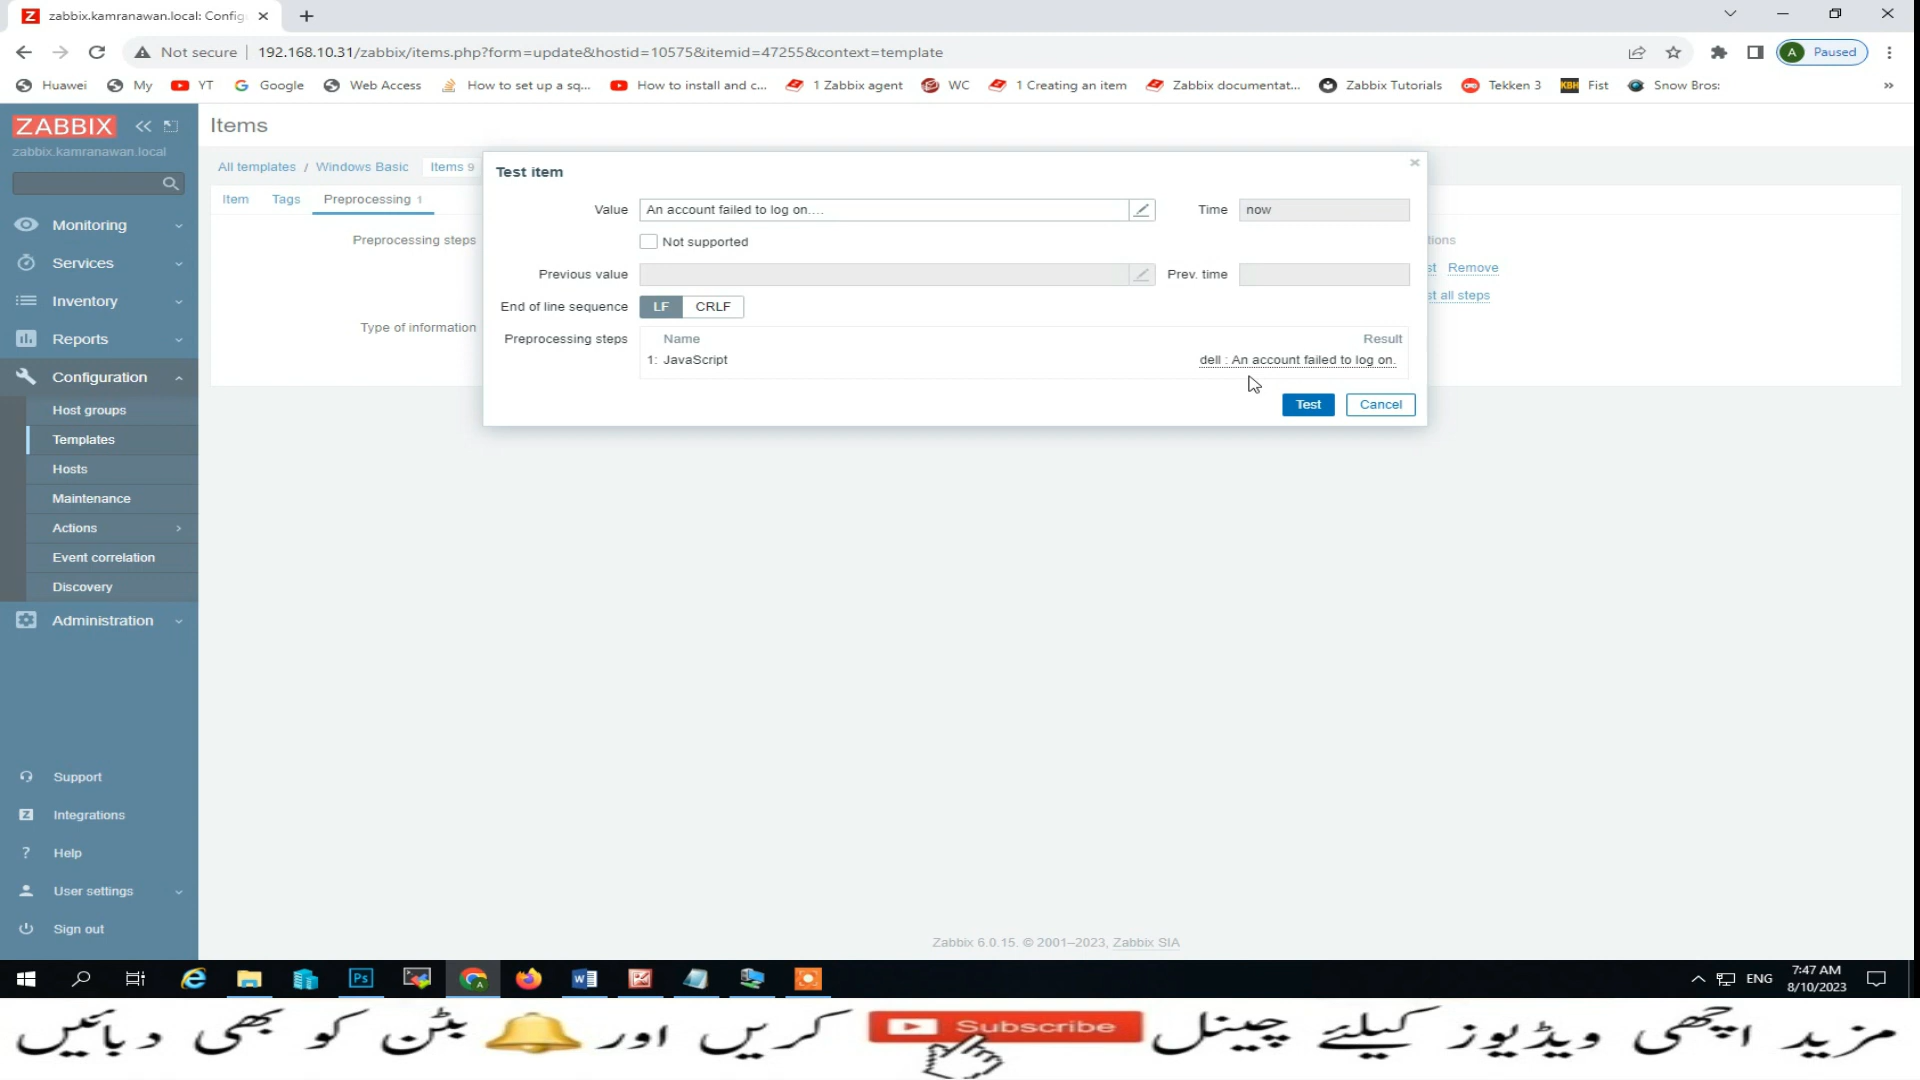 zabbix.kamranawan.local: Config
Not secure
192.168.10.31/zabbix/items.php?form=update&hostid=10575&itemid=47255&context=template
A Paused
Huawei
My
YT
Google
Web Access
How to set up a sq...
How to install and c...
1 Zabbix agent
WC
1 Creating an item
Zabbix documentat...
Zabbix Tutorials
Tekken 3
KBH Fist
Snow Bros:
»
ZABBIX
zabbix.kamranawan.local
Monitoring
Services
Inventory
Reports
Configuration
Host groups
Templates
Hosts
Maintenance
Actions
Event correlation
Discovery
Administration
Support
Integrations
Help
User settings
Sign out
Items
All templates / Windows Basic Items 9
Item Tags Preprocessing 1
Preprocessing steps
Type of information
tions
st Remove
st all steps
Test item
Value An account failed to log on.... Time now
Not supported
Previous value Prev. time
End of line sequence LF CRLF
Preprocessing steps Name Result
1: JavaScript dell : An account failed to log on.
Test Cancel
Zabbix 6.0.15. © 2001–2023, Zabbix SIA
Ps
ENG
7:47 AM
8/10/2023
مزید اچھی ویڈیوز کیلئے چینل Subscribe کریں اور بٹن کو بھی دبائیں